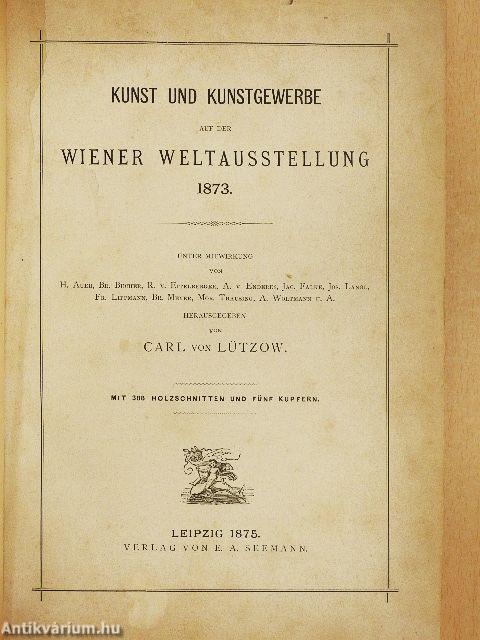 KUNST UND KUNSTGEWERBE
AUF DER
WIENER WELTAUSSTELLUNG
1873.
UNTER MITWIRKUNG
VON
H. AUER, BR. BUCHER, R. V. EITELBERGER, A. V. ENDERES, JAC. FALKE, JOS. LANGL,
FR. LIPPMANN, BR. MEYER, MOR. THAUSING, A. WOLTMANN U. A.
HERAUSGEGEBEN
VON
CARL VON LÜTZOW.
MIT 388 HOLZSCHNITTEN UND FÜNF KUPFERN.
LEIPZIG 1875.
VERLAG VON E. A. SEEMANN.
Antikvárium.hu